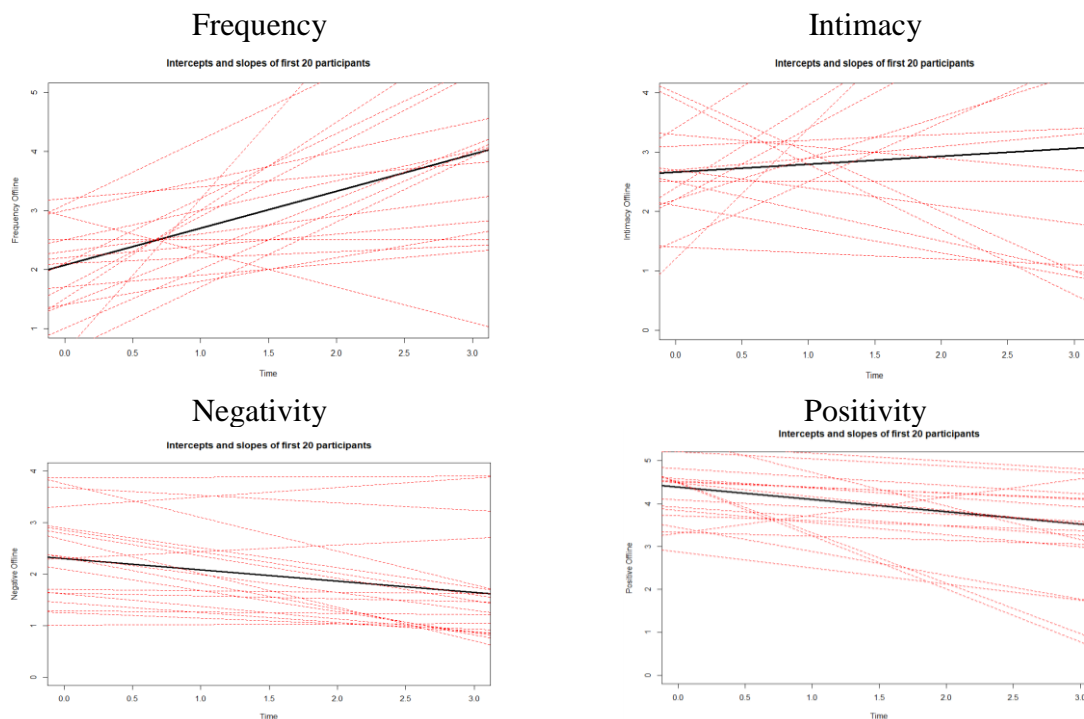 Frequency
Intercepts and slopes of first 20 participants
5
4
3
2
1
Frequency Offline
0.0 0.5 1.0 1.5 2.0 2.5 3.0
Time
Intimacy
Intercepts and slopes of first 20 participants
4
3
2
1
0
Intimacy Offline
0.0 0.5 1.0 1.5 2.0 2.5 3.0
Time
Negativity
Intercepts and slopes of first 20 participants
4
3
2
1
0
Negative Offline
0.0 0.5 1.0 1.5 2.0 2.5 3.0
Time
Positivity
Intercepts and slopes of first 20 participants
5
4
3
2
1
0
Positive Offline
0.0 0.5 1.0 1.5 2.0 2.5 3.0
Time